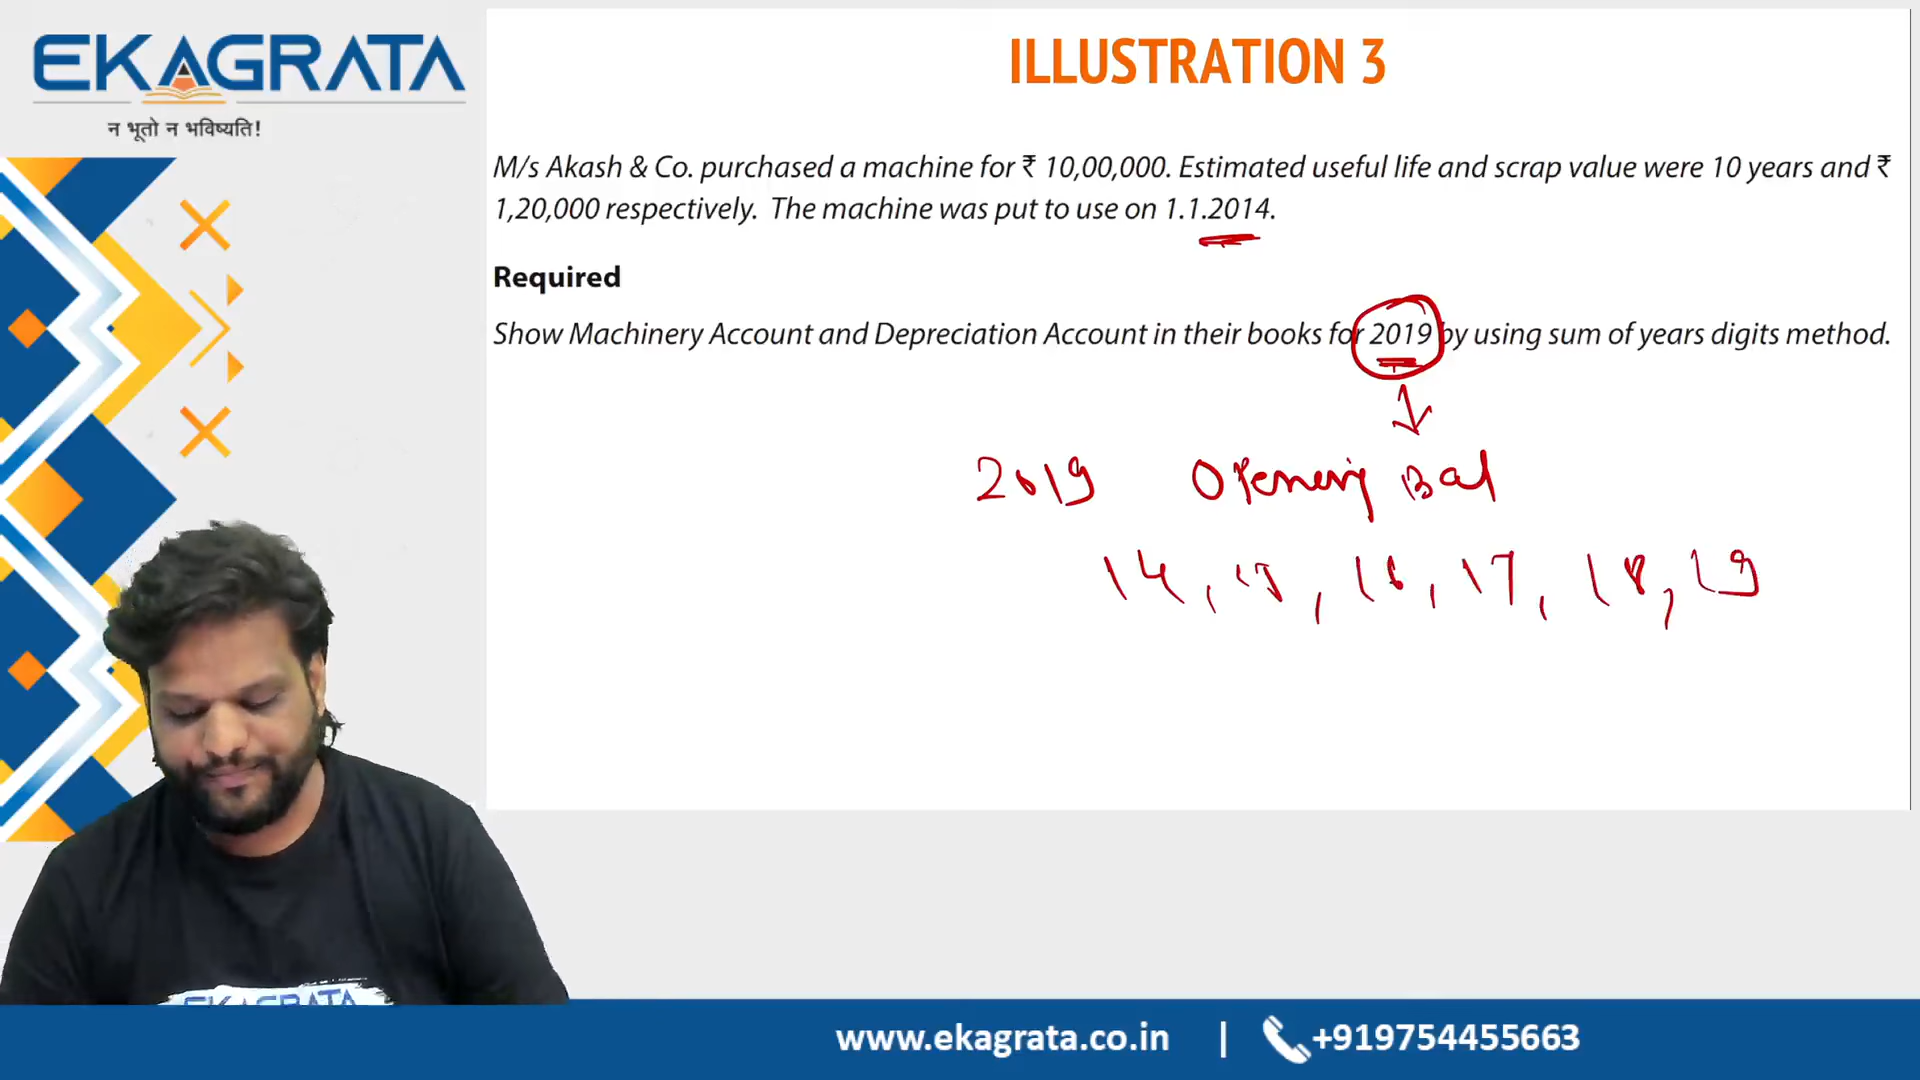 EKAGRATA
न भूतो न भविष्यति!
ILLUSTRATION 3
M/s Akash & Co. purchased a machine for ₹ 10,00,000. Estimated useful life and scrap value were 10 years and ₹
1,20,000 respectively. The machine was put to use on 1.1.2014.
Required
Show Machinery Account and Depreciation Account in their books for 2019 by using sum of years digits method.
2019 Opening Bal
14, 15, 16, 17, 18, 19
EKAGRATA
www.ekagrata.co.in | +919754455663